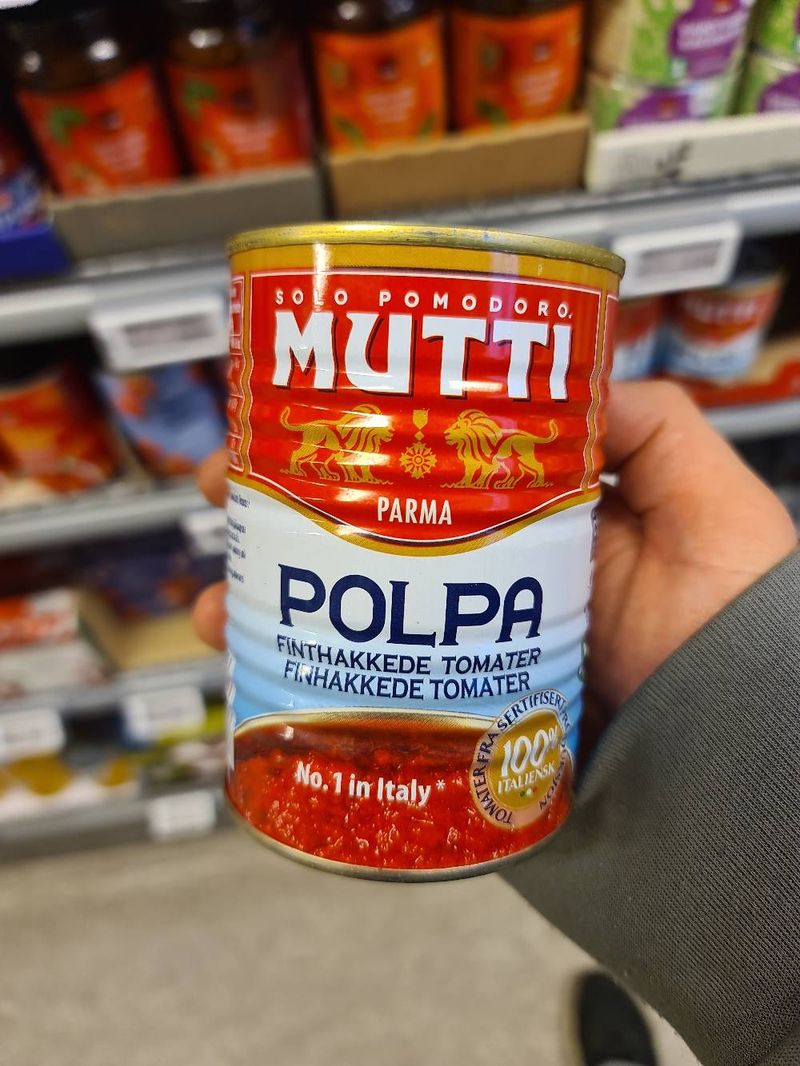 SOLO POMODORO.
MUTTI
PARMA
POLPA
FINTHAKKEDE TOMATER
FINHAKKEDE TOMATER
No. 1 in Italy*
TOMATER FRA SERTIFISERT
100%
ITALIENSK